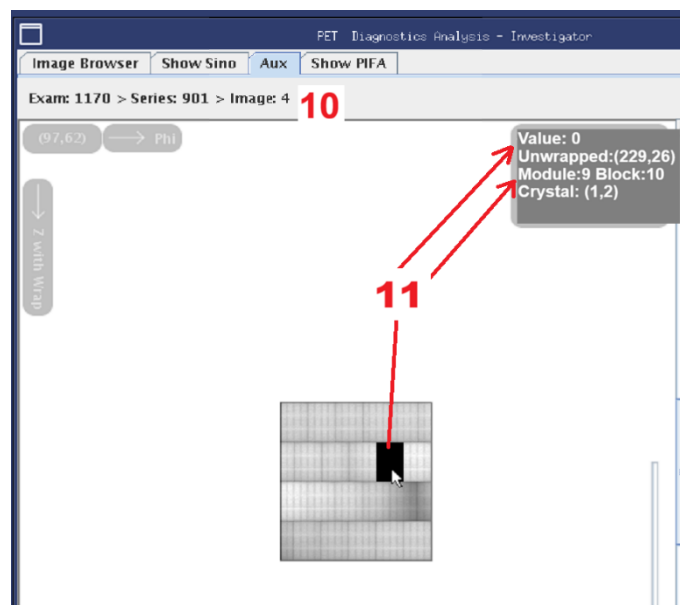 PET Diagnostics Analysis - Investigator
Image Browser Show Sino Aux Show PIFA
Exam: 1170 > Series: 901 > Image: 4 10
(97,62) Phi
Value: 0
Unwrapped:(229,26)
Module:9 Block:10
Crystal: (1,2)
Z with Wrap
11